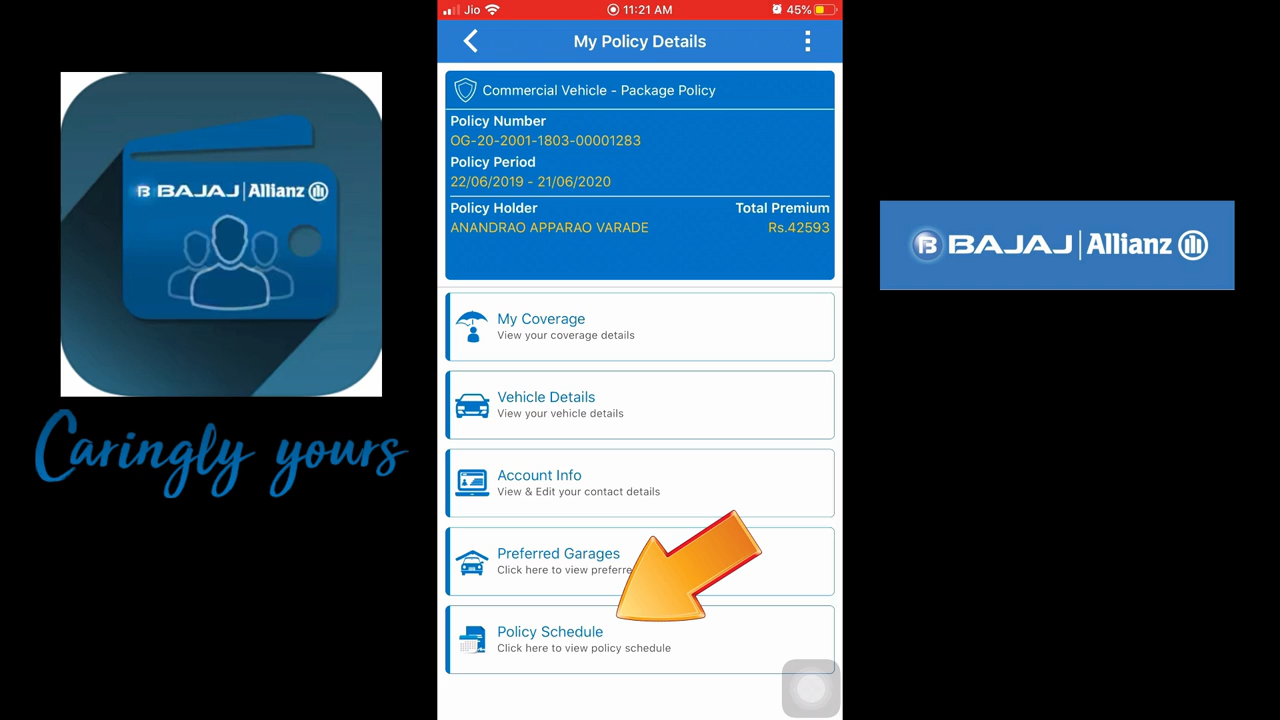 Jio
11:21 AM
45%
My Policy Details
Commercial Vehicle - Package Policy
Policy Number
OG-20-2001-1803-00001283
Policy Period
22/06/2019 - 21/06/2020
Policy Holder
Total Premium
ANANDRAO APPARAO VARADE
Rs.42593
My Coverage
View your coverage details
Vehicle Details
View your vehicle details
Account Info
View & Edit your contact details
Preferred Garages
Click here to view preferre
Policy Schedule
Click here to view policy schedule
B BAJAJ | Allianz
Caringly yours
B BAJAJ | Allianz